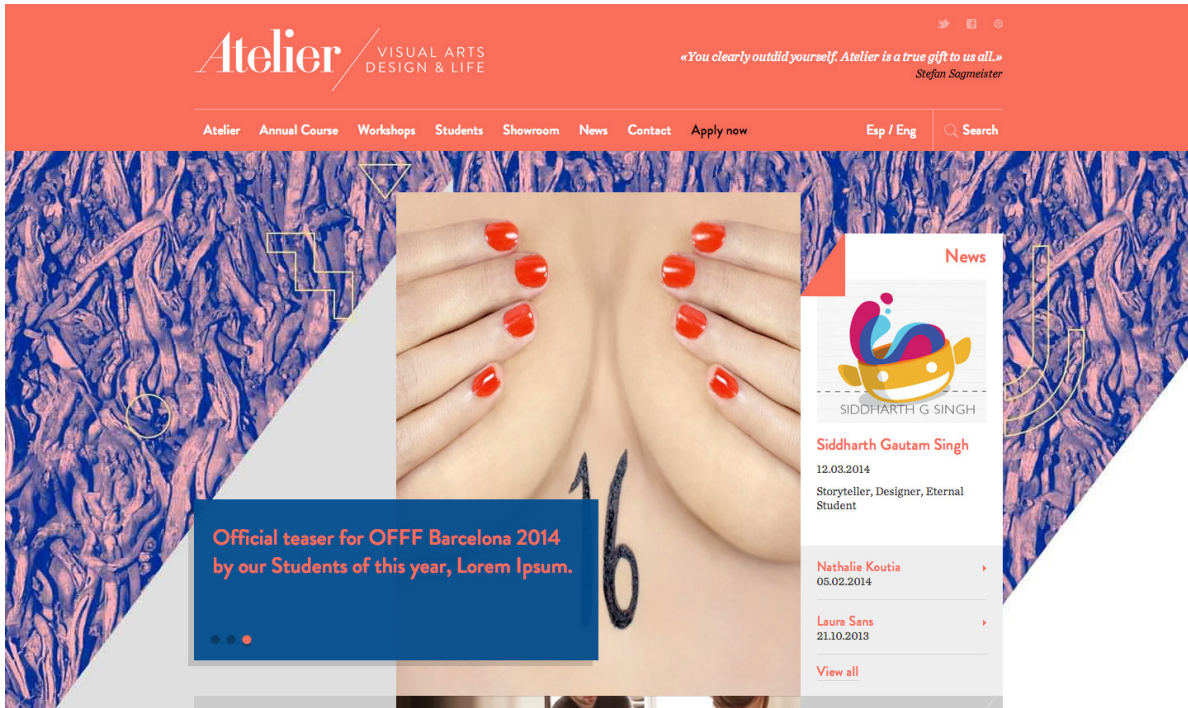 Atelier
VISUAL ARTS
DESIGN & LIFE
«You clearly outdid yourself. Atelier is a true gift to us all.»
Stefan Sagmeister
Atelier Annual Course Workshops Students Showroom News Contact Apply now Esp / Eng Search
News
SIDDHARTH G SINGH
Siddharth Gautam Singh
12.03.2014
Storyteller, Designer, Eternal
Student
16
Official teaser for OFFF Barcelona 2014
by our Students of this year, Lorem Ipsum.
Nathalie Koutia
05.02.2014
Laura Sans
21.10.2013
View all